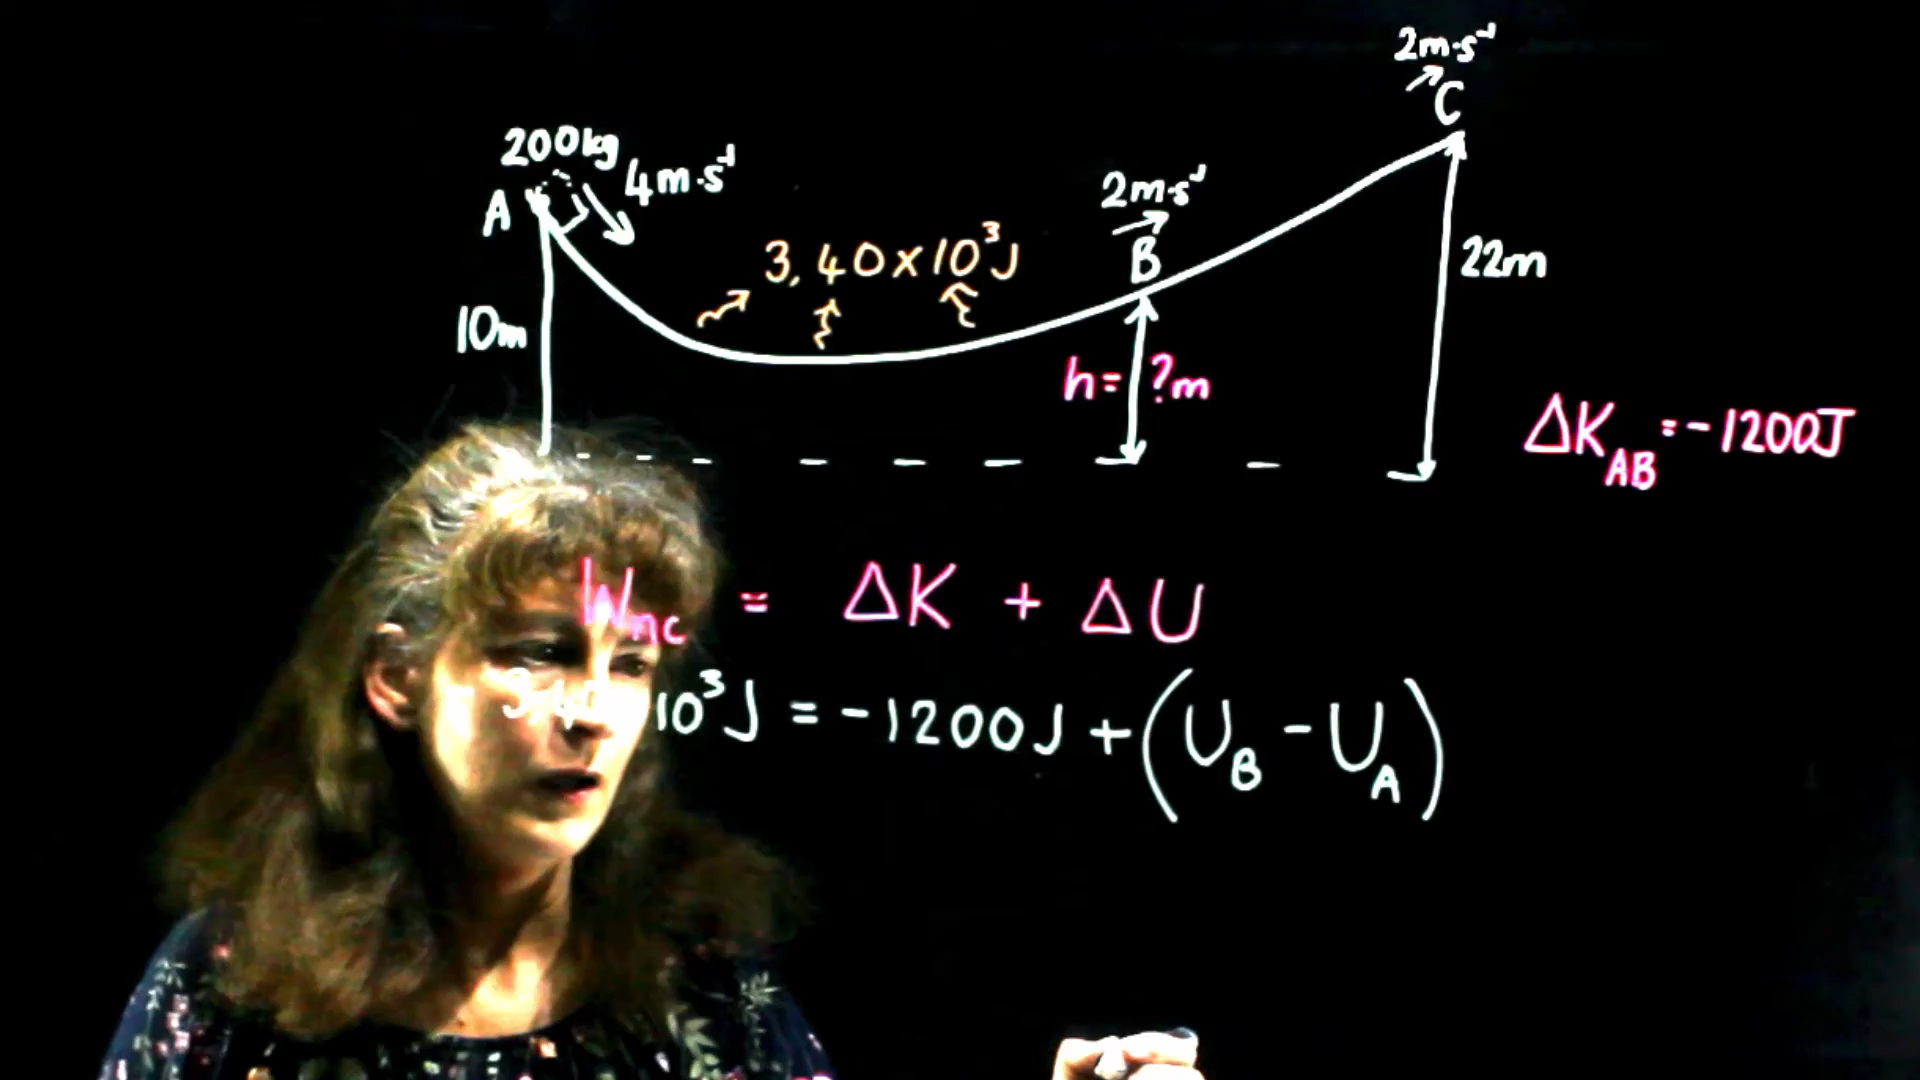 2m·s⁻¹
C
200kg
4m·s⁻¹
A
2m·s⁻¹
B
3,40×10³J
22m
10m
h= ?m
ΔK_AB = -1200J
W_nc = ΔK + ΔU
10³J = -1200J + (U_B - U_A)